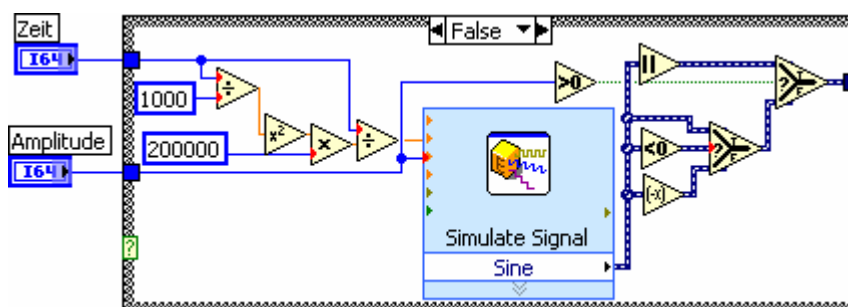 Zeit
False
I64
÷
||
1000
÷
>0
?
T
F
x²
x
÷
Amplitude
200000
<0
?
T
F
I64
(-x)
?
Simulate Signal
Sine